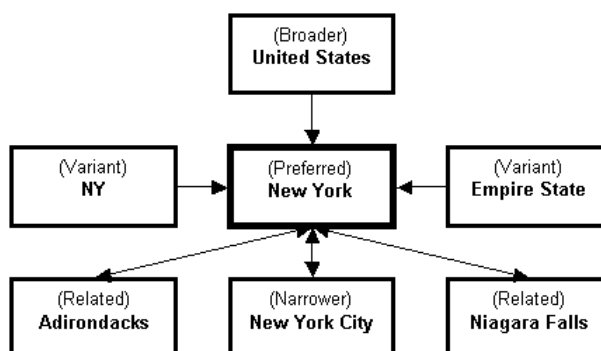 (Broader)
United States
(Variant)
NY
(Preferred)
New York
(Variant)
Empire State
(Related)
Adirondacks
(Narrower)
New York City
(Related)
Niagara Falls